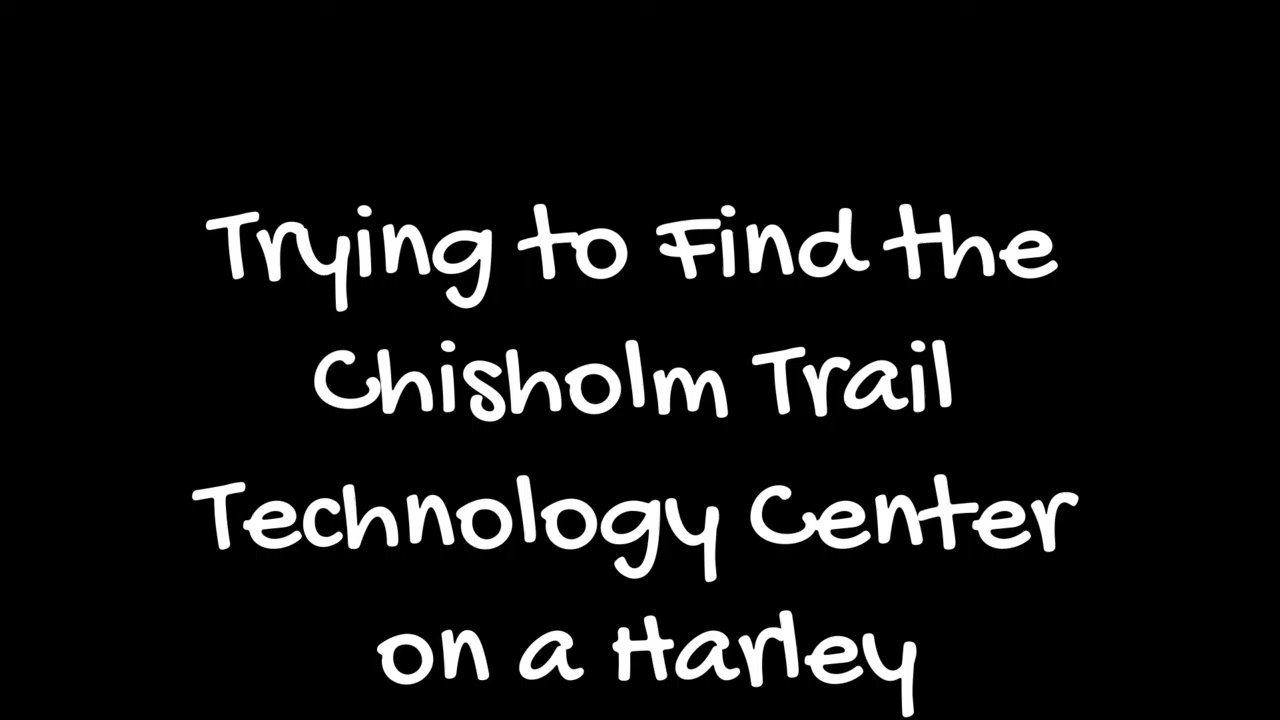 Trying to Find the
Chisholm Trail
Technology Center
on a Harley